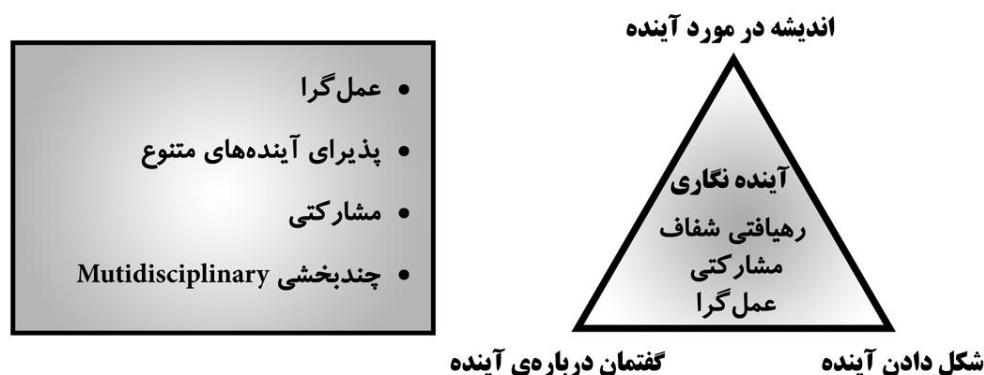 اندیشه در مورد آینده
آینده نگاری
رهیافتی شفاف
مشارکتی
عمل‌گرا
شکل دادن آینده
گفتمان درباره‌ی آینده
• عمل‌گرا
• پذیرای آینده‌های متنوع
• مشارکتی
• چندبخشی Mutidisciplinary